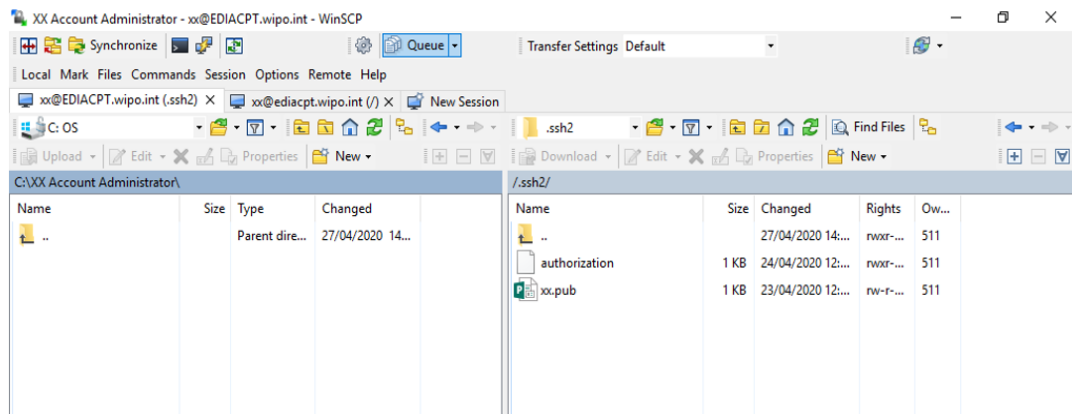 XX Account Administrator - xx@EDIACPT.wipo.int - WinSCP
Synchronize Queue Transfer Settings Default
Local Mark Files Commands Session Options Remote Help
xx@EDIACPT.wipo.int (.ssh2) xx@ediacpt.wipo.int (/) New Session
C: OS .ssh2 Find Files
Upload Edit Properties New Download Edit Properties New
C:\XX Account Administrator\ /.ssh2/
Name Size Type Changed Name Size Changed Rights Ow...
.. Parent dire... 27/04/2020 14... .. 27/04/2020 14:... rwxr-... 511
authorization 1 KB 24/04/2020 12:... rwxr-... 511
xx.pub 1 KB 23/04/2020 12:... rw-r-... 511